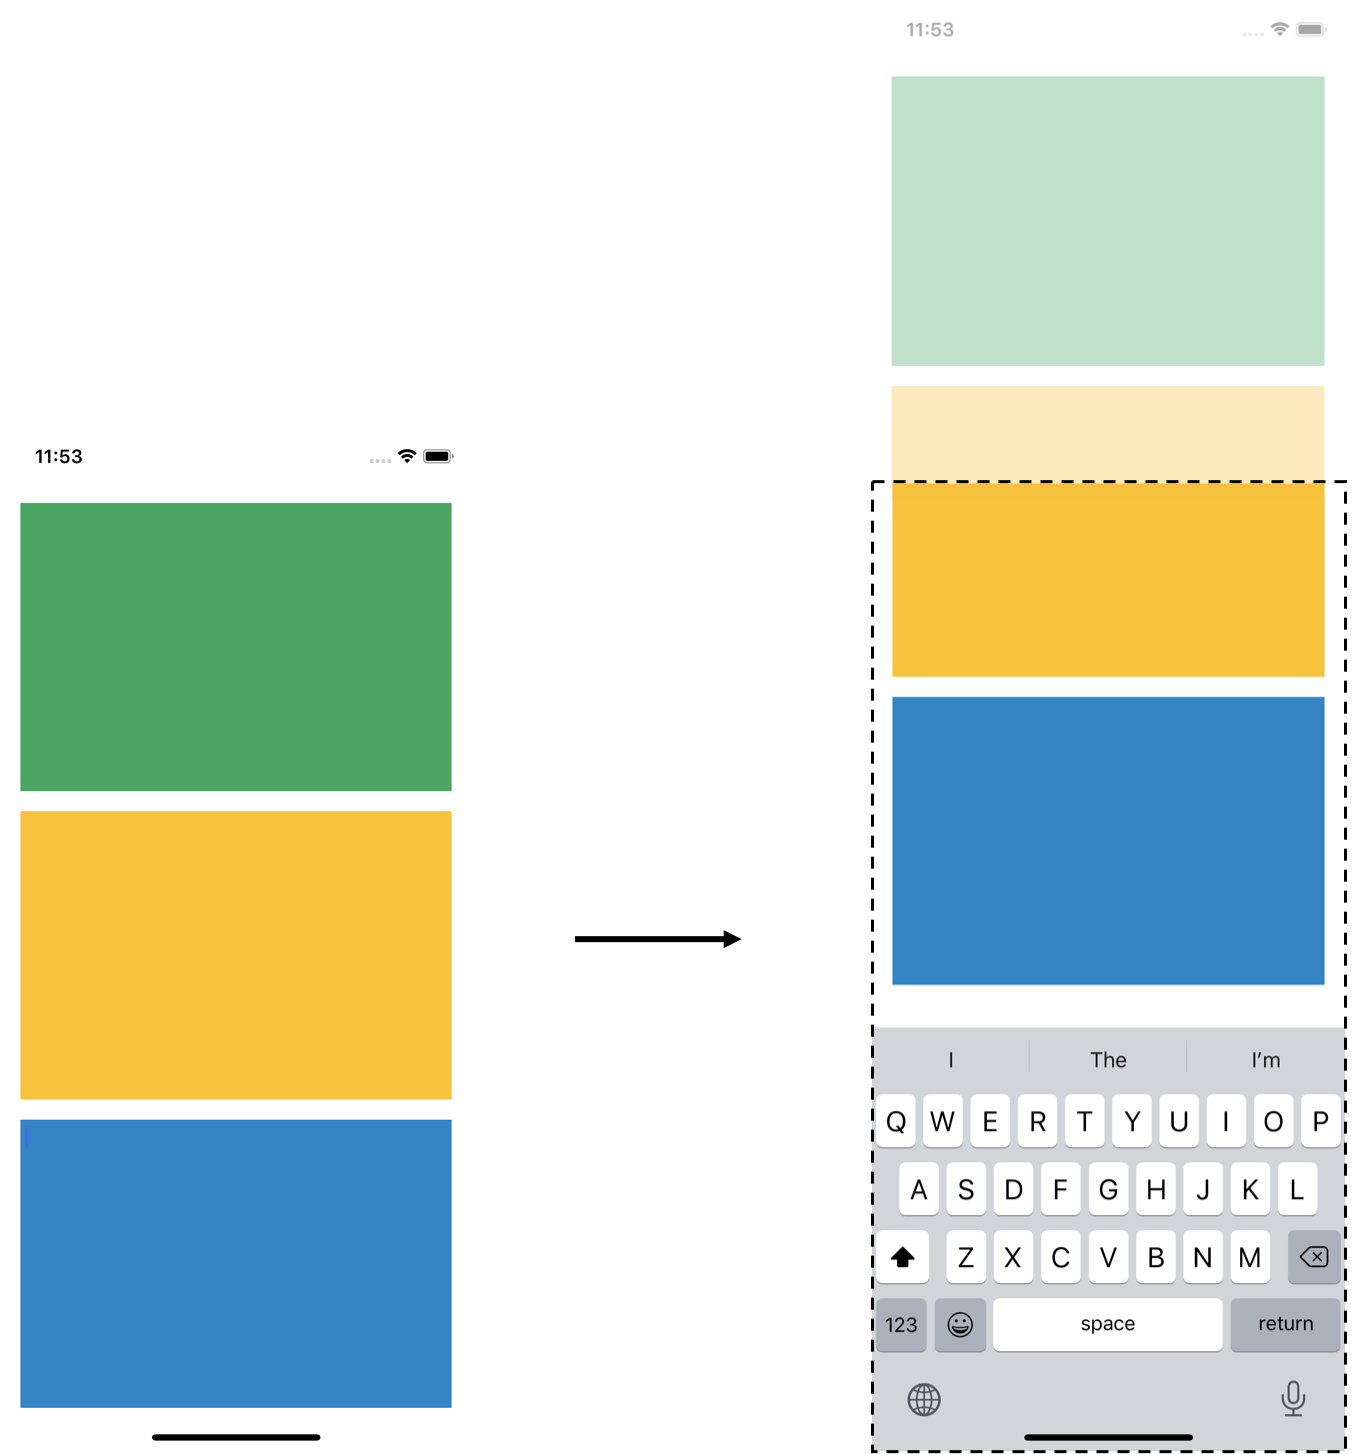 11:53
11:53
I The I’m
Q W E R T Y U I O P
A S D F G H J K L
Z X C V B N M
123 space return